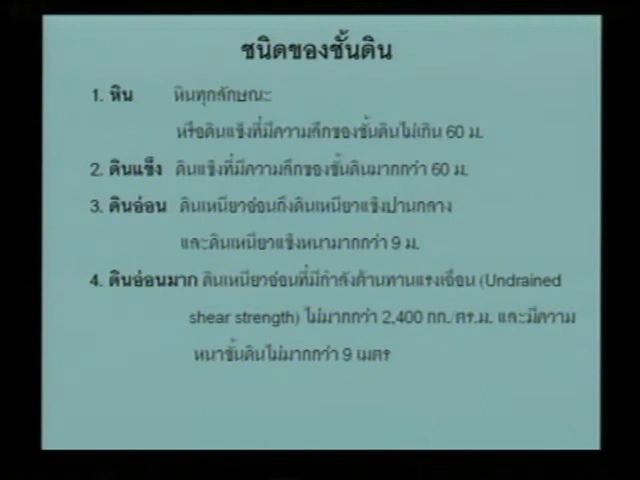 ชนิดของชั้นดิน
1. หิน หินทุกลักษณะ
หรือดินแข็งที่มีความลึกของชั้นดินไม่เกิน 60 ม.
2. ดินแข็ง ดินแข็งที่มีความลึกของชั้นดินมากกว่า 60 ม.
3. ดินอ่อน ดินเหนียวอ่อนถึงดินเหนียวแข็งปานกลาง
และดินเหนียวแข็งหนามากกว่า 9 ม.
4. ดินอ่อนมาก ดินเหนียวอ่อนที่มีกำลังต้านทานแรงเฉือน (Undrained
shear strength) ไม่มากกว่า 2,400 กก./ตร.ม. และมีความ
หนาชั้นดินไม่มากกว่า 9 เมตร